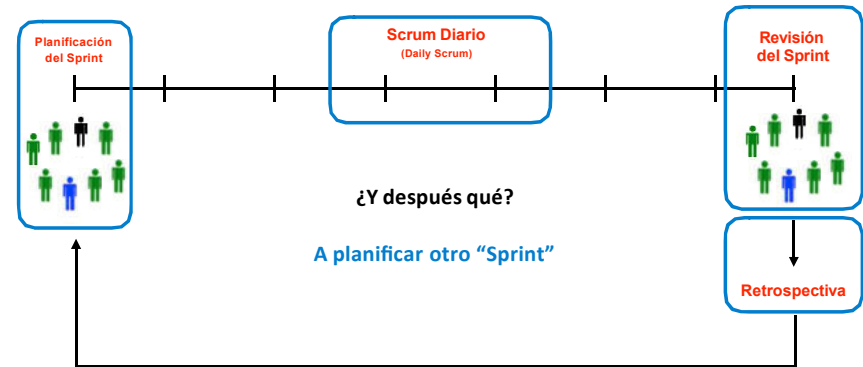 Planificación
del Sprint
Scrum Diario
(Daily Scrum)
Revisión
del Sprint
¿Y después qué?
A planificar otro “Sprint”
Retrospectiva